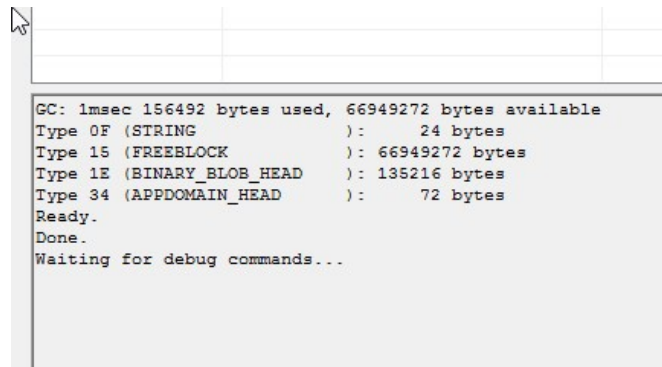 GC: 1msec 156492 bytes used, 66949272 bytes available
Type 0F (STRING              ):     24 bytes
Type 15 (FREEBLOCK           ): 66949272 bytes
Type 1E (BINARY_BLOB_HEAD    ): 135216 bytes
Type 34 (APPDOMAIN_HEAD      ):     72 bytes
Ready.
Done.
Waiting for debug commands...